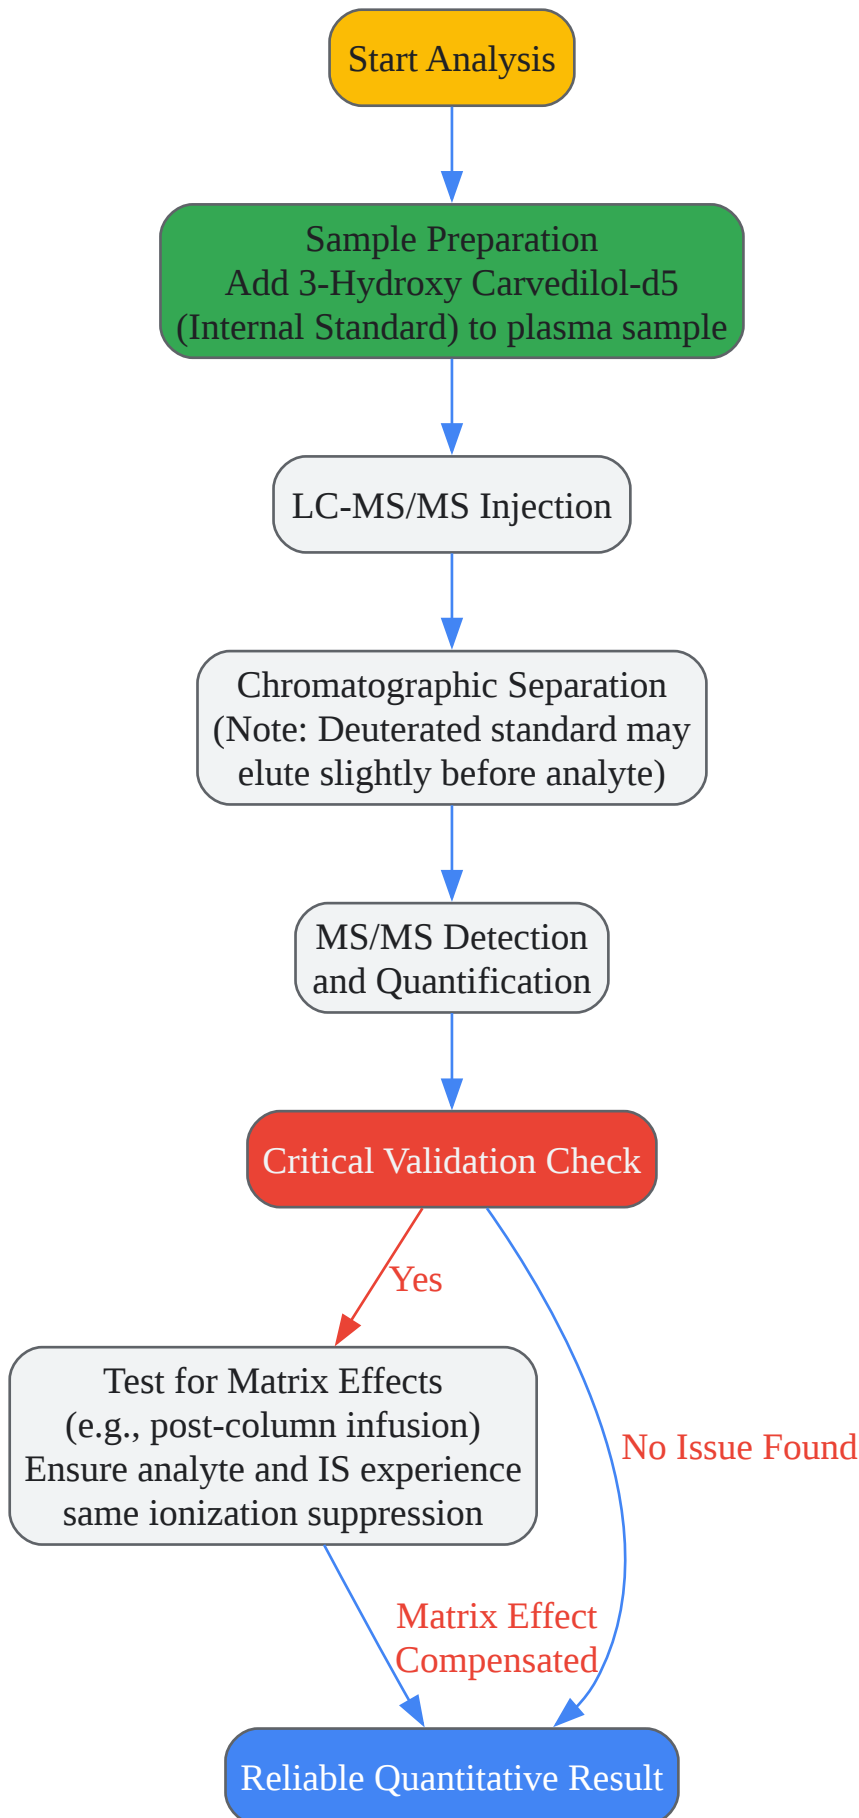 Start Analysis
Sample Preparation
Add 3-Hydroxy Carvedilol-d5
(Internal Standard) to plasma sample
LC-MS/MS Injection
Chromatographic Separation
(Note: Deuterated standard may
elute slightly before analyte)
MS/MS Detection
and Quantification
Critical Validation Check
Yes
Test for Matrix Effects
(e.g., post-column infusion)
Ensure analyte and IS experience
same ionization suppression
No Issue Found
Matrix Effect
Compensated
Reliable Quantitative Result